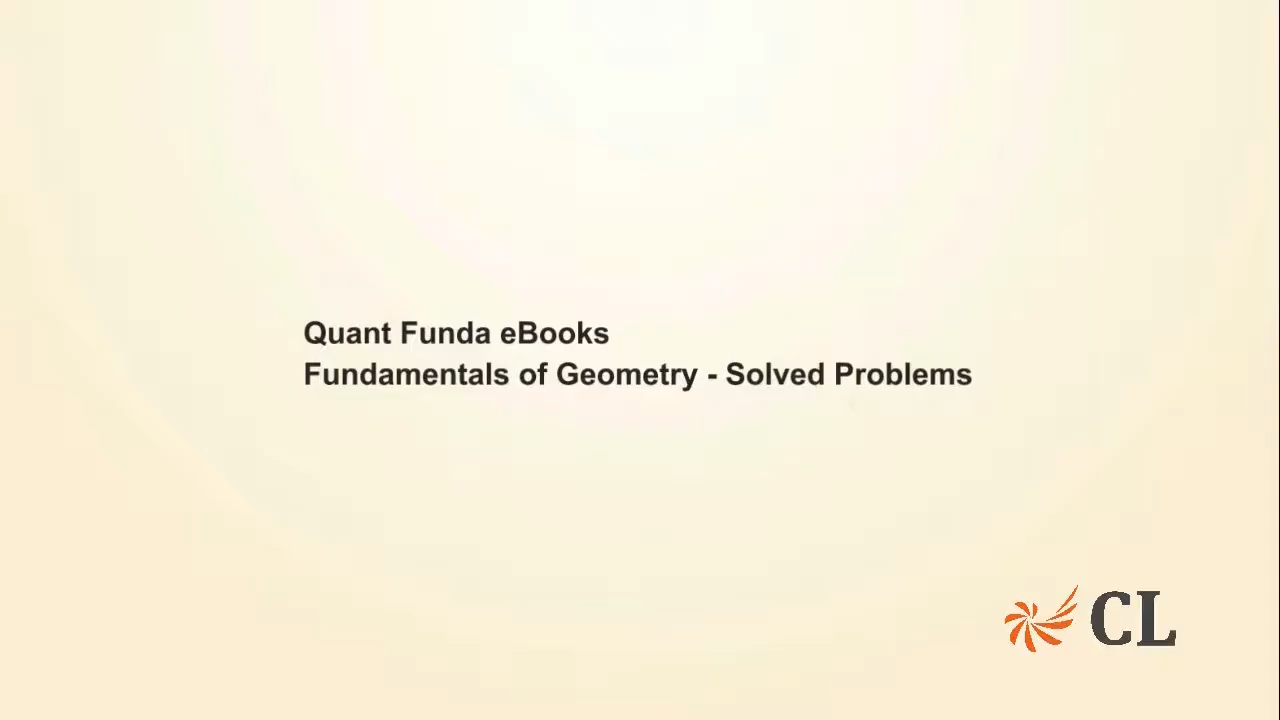 Quant Funda eBooks
Fundamentals of Geometry - Solved Problems
CL